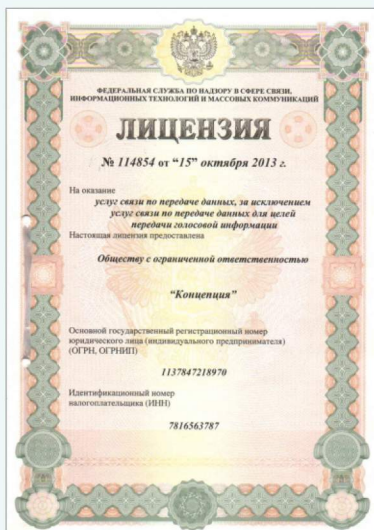 ФЕДЕРАЛЬНАЯ СЛУЖБА ПО НАДЗОРУ В СФЕРЕ СВЯЗИ,
ИНФОРМАЦИОННЫХ ТЕХНОЛОГИЙ И МАССОВЫХ КОММУНИКАЦИЙ
ЛИЦЕНЗИЯ
№ 114854 от “15” октября 2013 г.
На оказание
услуг связи по передаче данных, за исключением
услуг связи по передаче данных для целей
передачи голосовой информации
Настоящая лицензия предоставлена
Обществу с ограниченной ответственностью
“Концепция”
Основной государственный регистрационный номер
юридического лица (индивидуального предпринимателя)
(ОГРН, ОГРНИП)
1137847218970
Идентификационный номер
налогоплательщика (ИНН)
7816563787